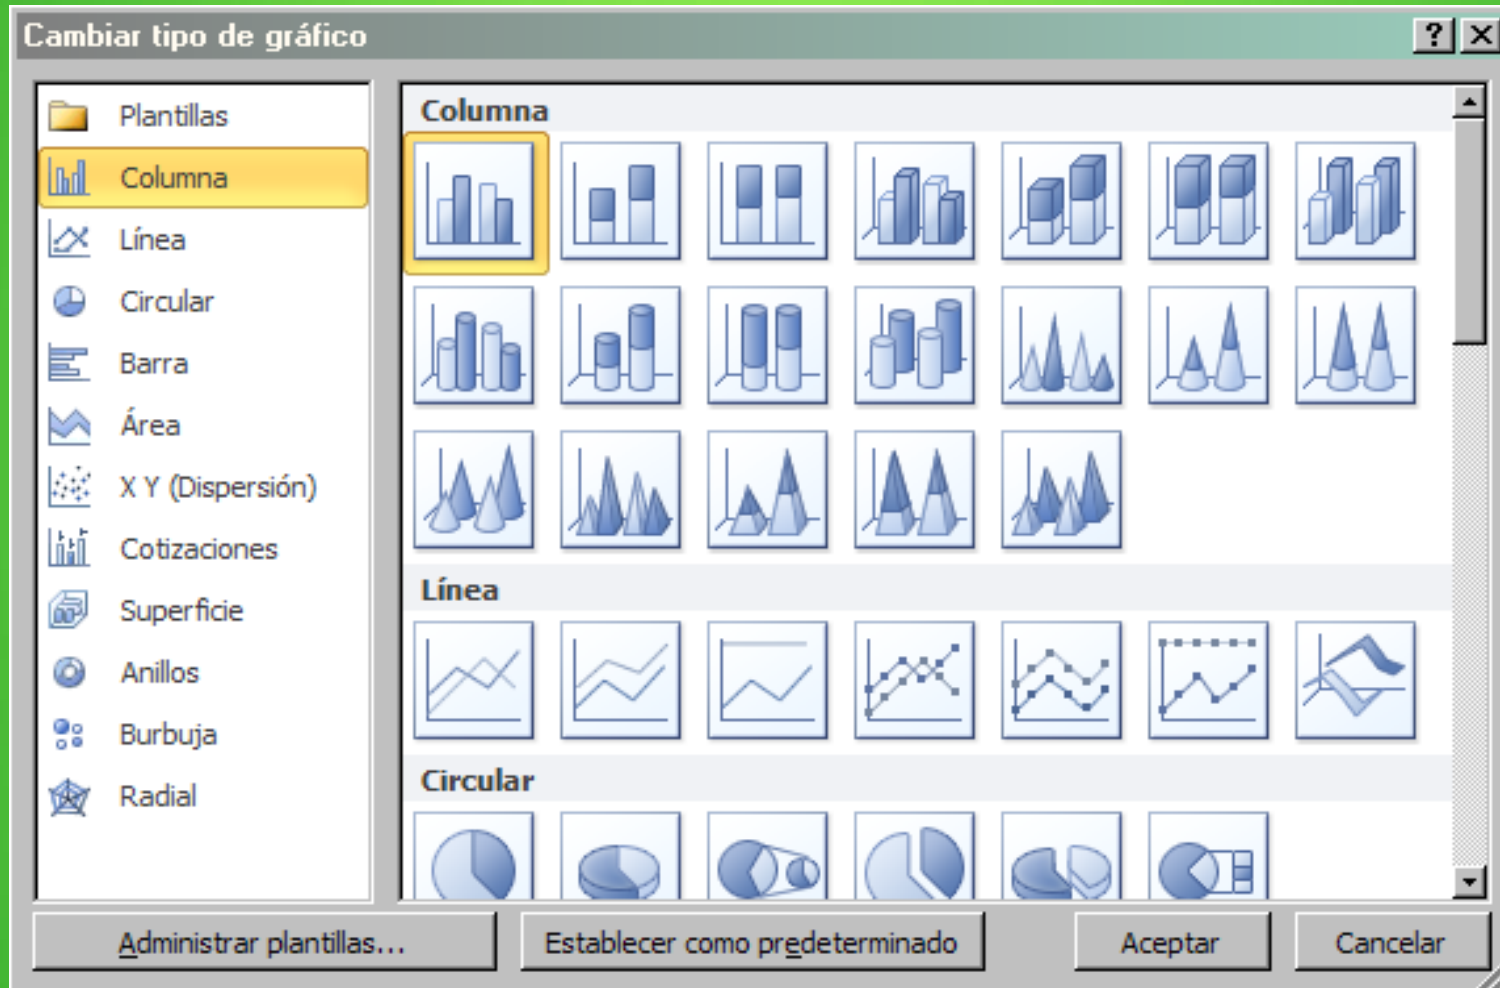 Cambiar tipo de gráfico
?
Plantillas
Columna
Línea
Circular
Barra
Área
X Y (Dispersión)
Cotizaciones
Superficie
Anillos
Burbuja
Radial
Columna
Línea
Circular
Administrar plantillas...
Establecer como predeterminado
Aceptar
Cancelar